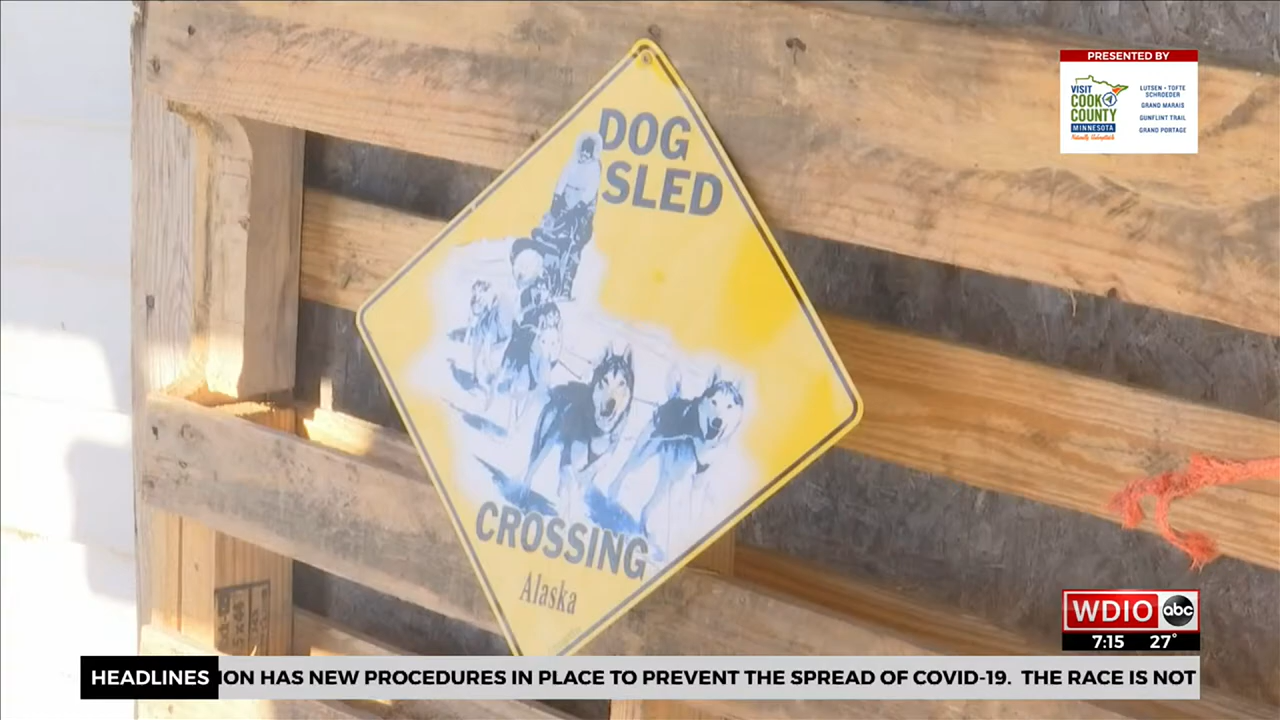 DOG
SLED
CROSSING
Alaska
PRESENTED BY
VISIT
COOK
COUNTY
MINNESOTA
LUTSEN • TOFTE
SCHROEDER
GRAND MARAIS
GUNFLINT TRAIL
GRAND PORTAGE
WDIO abc
7:15 27°
HEADLINES ION HAS NEW PROCEDURES IN PLACE TO PREVENT THE SPREAD OF COVID-19. THE RACE IS NOT